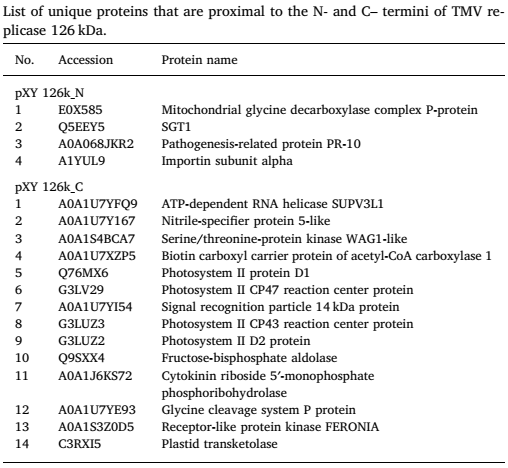 List of unique proteins that are proximal to the N- and C– termini of TMV re-
plicase 126 kDa.
No. Accession Protein name
pXY 126k_N
1 E0X585 Mitochondrial glycine decarboxylase complex P-protein
2 Q5EEY5 SGT1
3 A0A068JKR2 Pathogenesis-related protein PR-10
4 A1YUL9 Importin subunit alpha
pXY 126k_C
1 A0A1U7YFQ9 ATP-dependent RNA helicase SUPV3L1
2 A0A1U7Y167 Nitrile-specifier protein 5-like
3 A0A1S4BCA7 Serine/threonine-protein kinase WAG1-like
4 A0A1U7XZP5 Biotin carboxyl carrier protein of acetyl-CoA carboxylase 1
5 Q76MX6 Photosystem II protein D1
6 G3LV29 Photosystem II CP47 reaction center protein
7 A0A1U7YI54 Signal recognition particle 14 kDa protein
8 G3LUZ3 Photosystem II CP43 reaction center protein
9 G3LUZ2 Photosystem II D2 protein
10 Q9SXX4 Fructose-bisphosphate aldolase
11 A0A1J6KS72 Cytokinin riboside 5′-monophosphate
phosphoribohydrolase
12 A0A1U7YE93 Glycine cleavage system P protein
13 A0A1S3Z0D5 Receptor-like protein kinase FERONIA
14 C3RXI5 Plastid transketolase